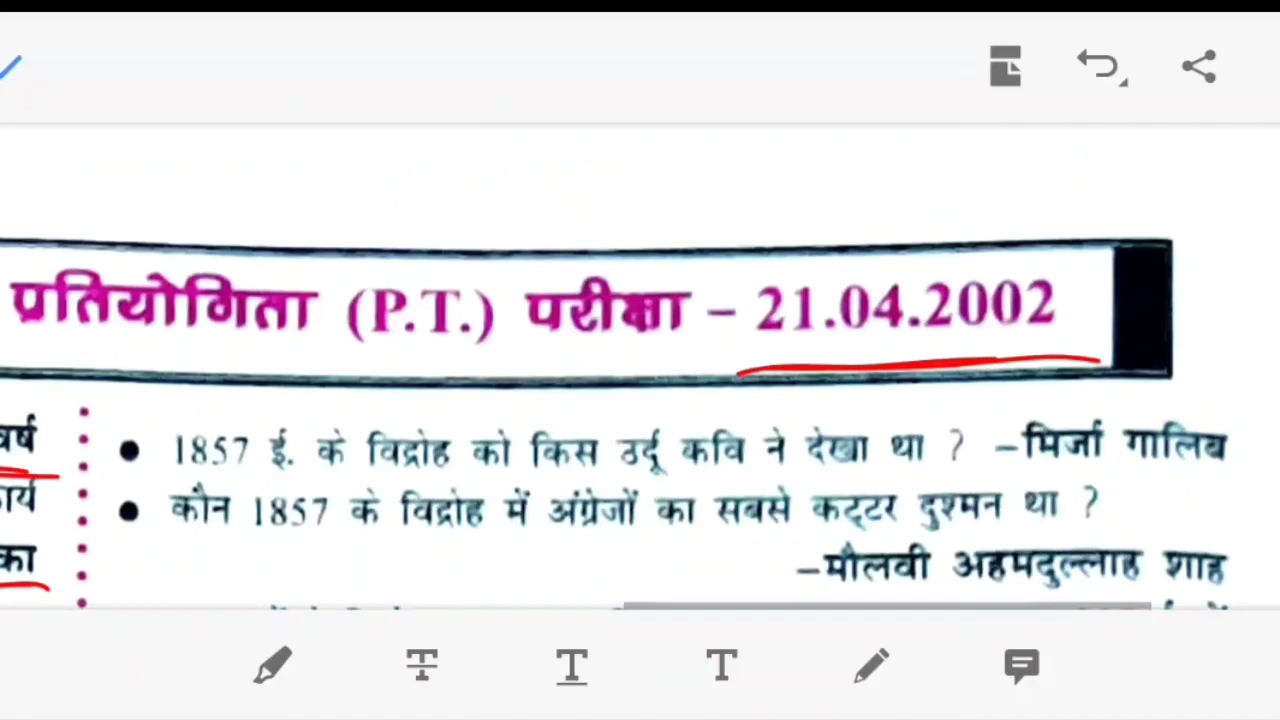 प्रतियोगिता (P.T.) परीक्षा – 21.04.2002
वर्ष
● 1857 ई. के विद्रोह को किस उर्दू कवि ने देखा था ? –मिर्जा गालिब
● कौन 1857 के विद्रोह में अंग्रेजों का सबसे कट्टर दुश्मन था ?
का
–मौलवी अहमदुल्लाह शाह